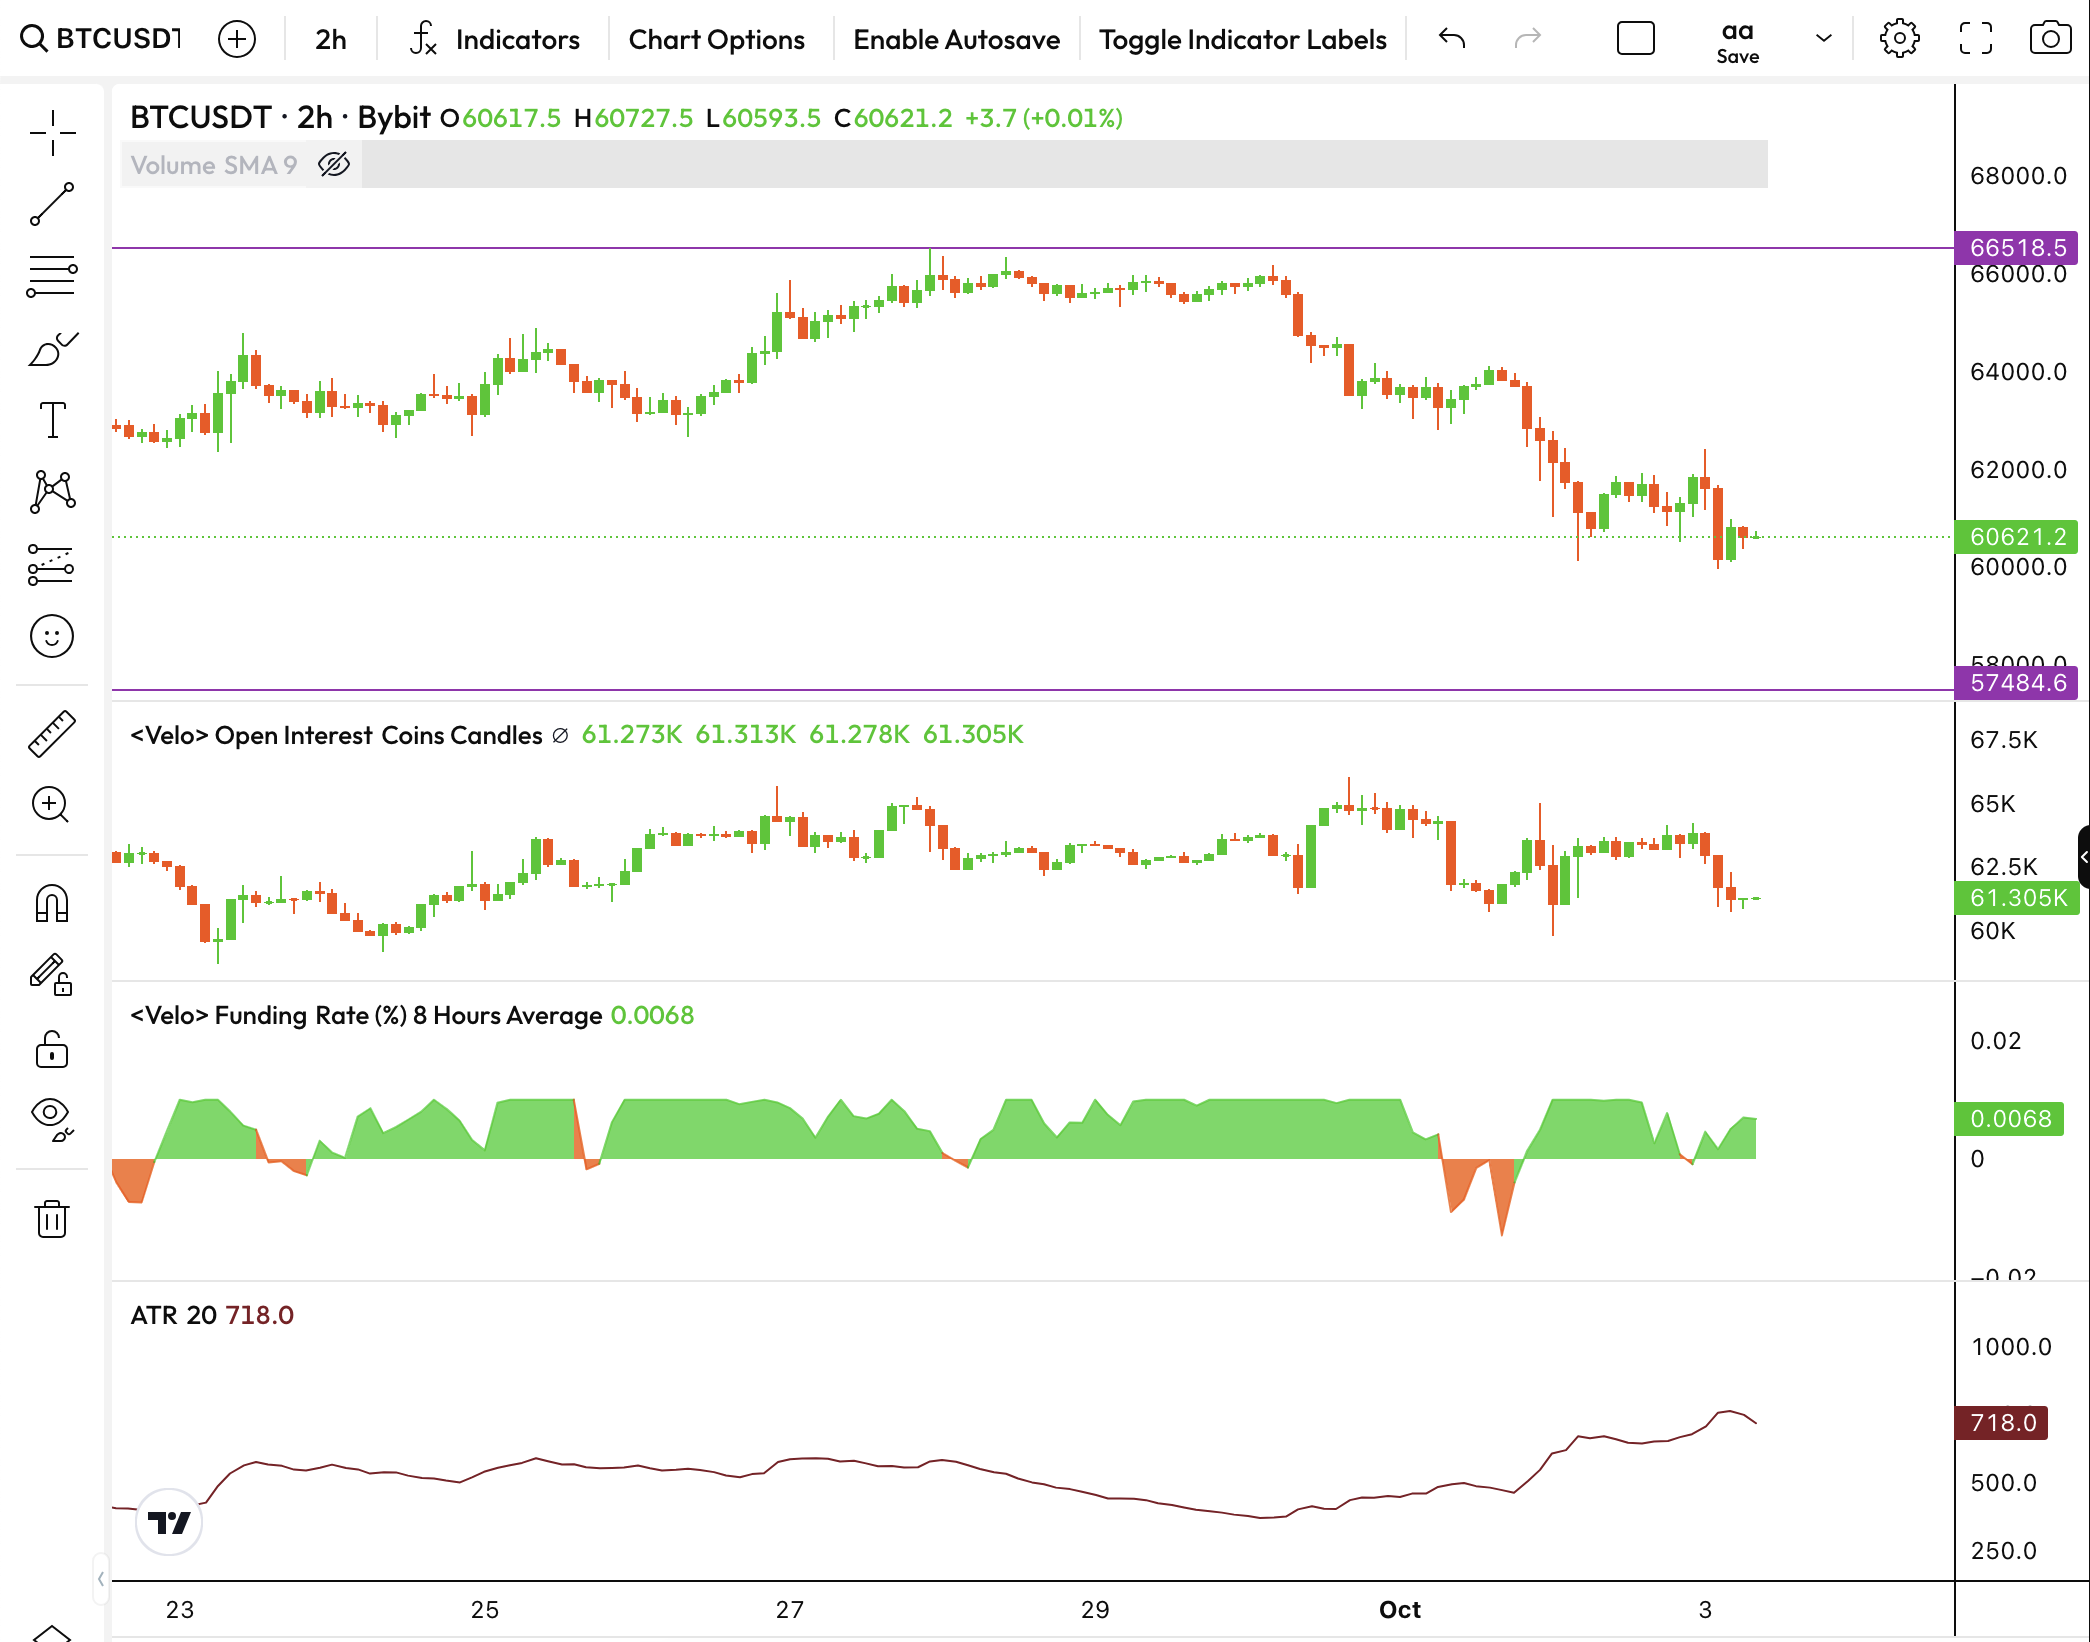 BTCUSDT
2h
Indicators
Chart Options
Enable Autosave
Toggle Indicator Labels
aa
Save
BTCUSDT · 2h · Bybit O60617.5 H60727.5 L60593.5 C60621.2 +3.7 (+0.01%)
Volume SMA 9
68000.0
66518.5
66000.0
64000.0
62000.0
60621.2
60000.0
58000.0
57484.6
<Velo> Open Interest Coins Candles ∅ 61.273K 61.313K 61.278K 61.305K
67.5K
65K
62.5K
61.305K
60K
<Velo> Funding Rate (%) 8 Hours Average 0.0068
0.02
0.0068
0
−0.02
ATR 20 718.0
1000.0
718.0
500.0
250.0
23 25 27 29 Oct 3